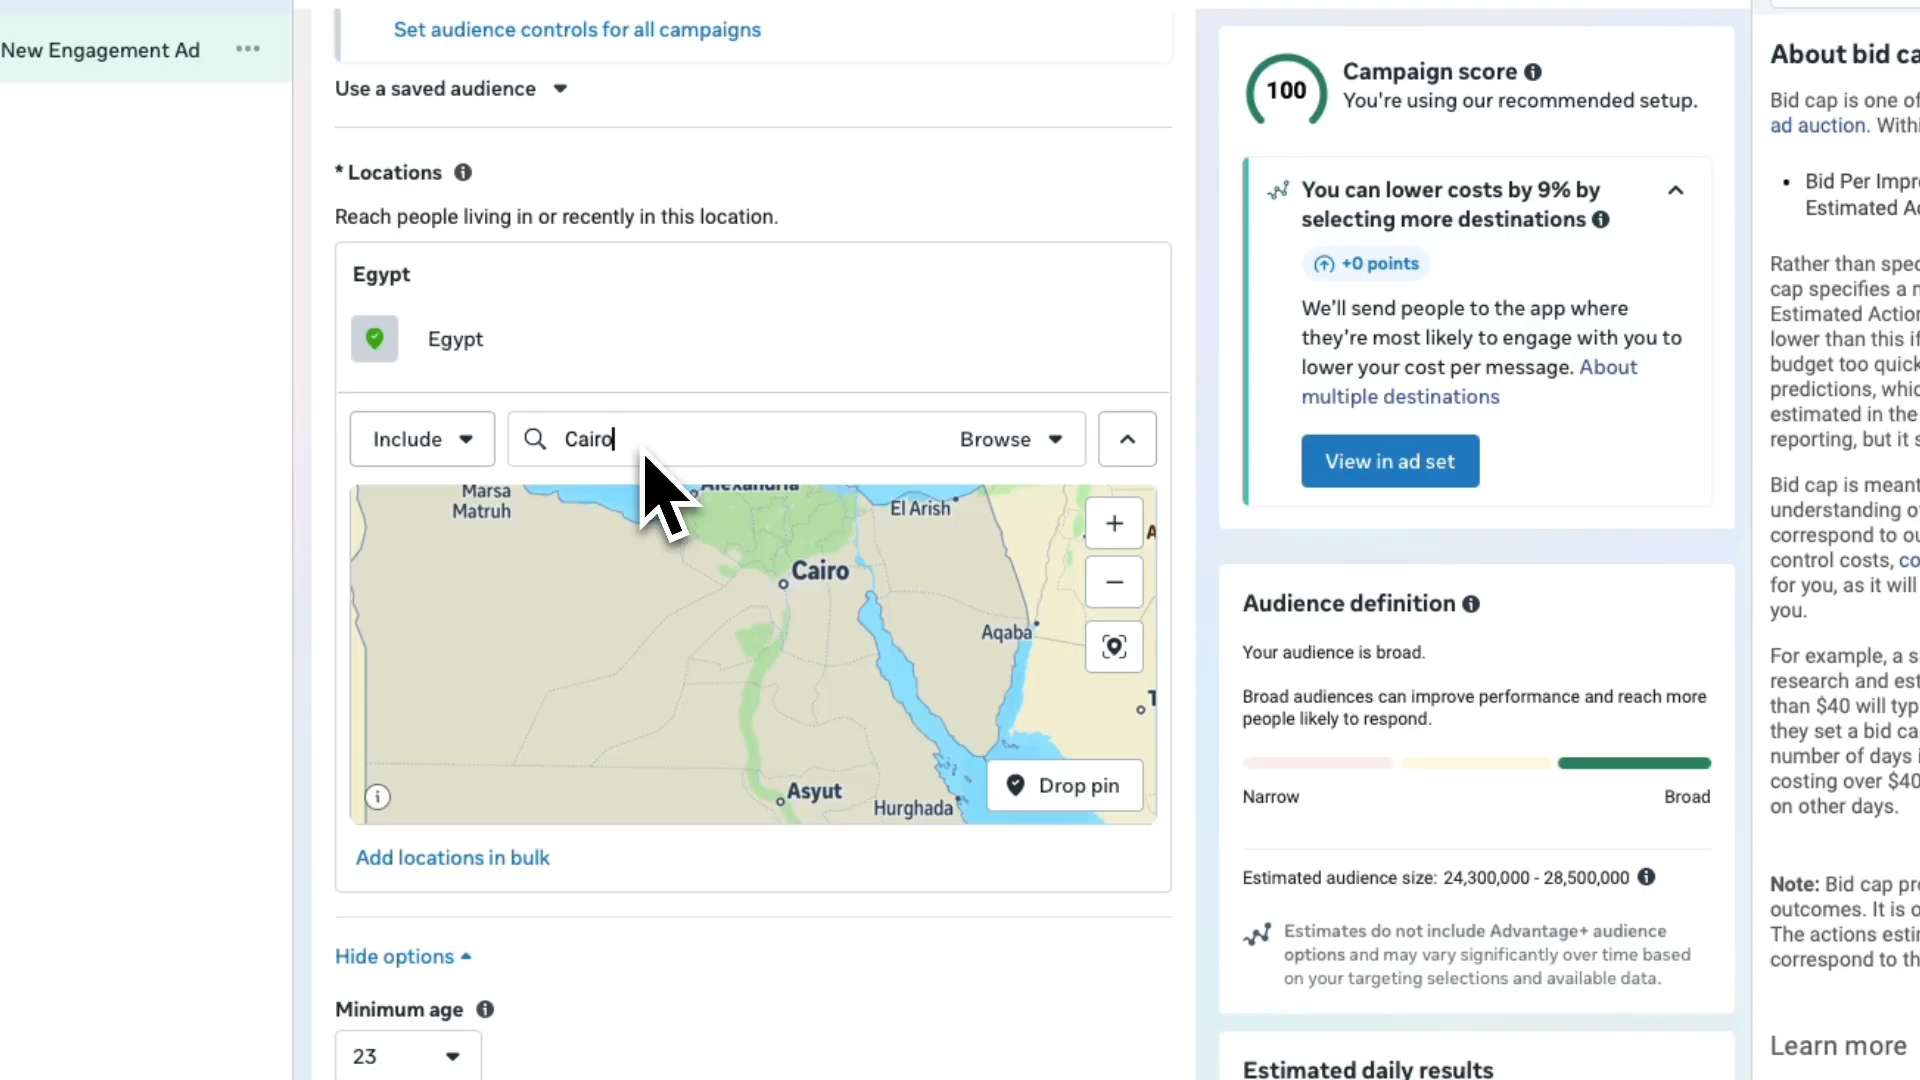 New Engagement Ad
Set audience controls for all campaigns
Use a saved audience
* Locations
Reach people living in or recently in this location.
Egypt
Egypt
Include
Cairo
Browse
Marsa
Matruh
Alexandria
El Arish
Cairo
Aqaba
Asyut
Hurghada
Drop pin
Add locations in bulk
Hide options
Minimum age
23
100
Campaign score
You're using our recommended setup.
You can lower costs by 9% by
selecting more destinations
+0 points
We'll send people to the app where
they're most likely to engage with you to
lower your cost per message. About
multiple destinations
View in ad set
Audience definition
Your audience is broad.
Broad audiences can improve performance and reach more
people likely to respond.
Narrow
Broad
Estimated audience size: 24,300,000 - 28,500,000
Estimates do not include Advantage+ audience
options and may vary significantly over time based
on your targeting selections and available data.
Estimated daily results
About bid ca
Bid cap is one of
ad auction. Withi
• Bid Per Impr
Estimated Ac
Rather than spec
cap specifies a m
Estimated Action
lower than this if
budget too quick
predictions, whic
estimated in the
reporting, but it s
Bid cap is meant
understanding o
correspond to ou
control costs, co
for you, as it will
you.
For example, a s
research and est
than $40 will typ
they set a bid ca
number of days i
costing over $40
on other days.
Note: Bid cap pro
outcomes. It is o
The actions estin
correspond to th
Learn more